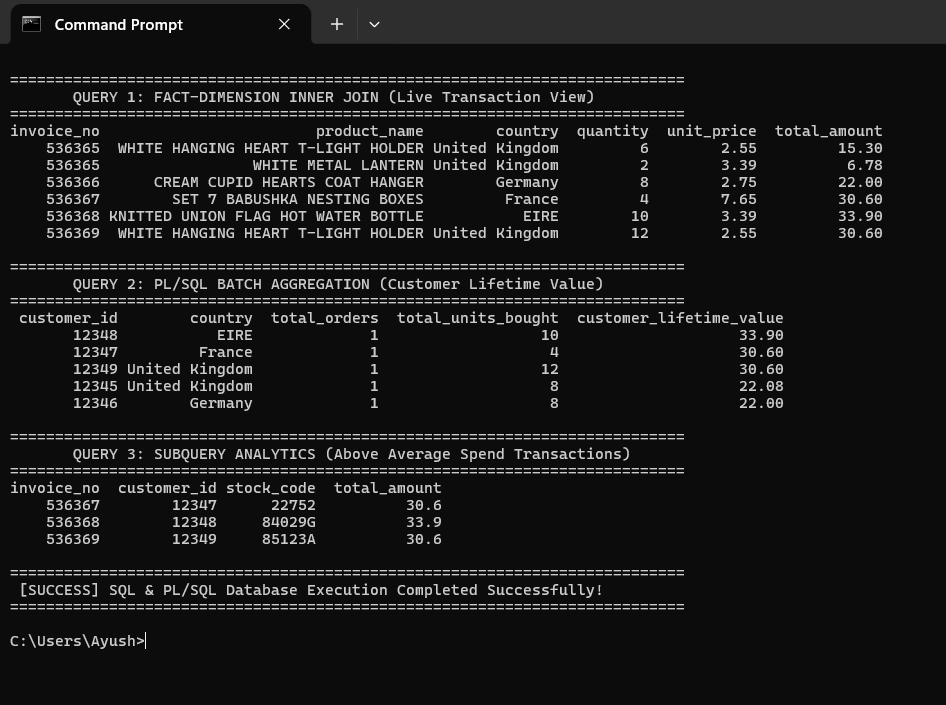 Command Prompt
===========================================================================
       QUERY 1: FACT-DIMENSION INNER JOIN (Live Transaction View)
===========================================================================
invoice_no                        product_name        country  quantity  unit_price  total_amount
    536365  WHITE HANGING HEART T-LIGHT HOLDER United Kingdom         6        2.55         15.30
    536365                 WHITE METAL LANTERN United Kingdom         2        3.39          6.78
    536366      CREAM CUPID HEARTS COAT HANGER        Germany         8        2.75         22.00
    536367        SET 7 BABUSHKA NESTING BOXES         France         4        7.65         30.60
    536368 KNITTED UNION FLAG HOT WATER BOTTLE           EIRE        10        3.39         33.90
    536369  WHITE HANGING HEART T-LIGHT HOLDER United Kingdom        12        2.55         30.60
===========================================================================
       QUERY 2: PL/SQL BATCH AGGREGATION (Customer Lifetime Value)
===========================================================================
 customer_id        country  total_orders  total_units_bought  customer_lifetime_value
       12348           EIRE             1                  10                    33.90
       12347         France             1                   4                    30.60
       12349 United Kingdom             1                  12                    30.60
       12345 United Kingdom             1                   8                    22.08
       12346        Germany             1                   8                    22.00
===========================================================================
       QUERY 3: SUBQUERY ANALYTICS (Above Average Spend Transactions)
===========================================================================
invoice_no  customer_id stock_code  total_amount
    536367        12347      22752          30.6
    536368        12348     84029G          33.9
    536369        12349     85123A          30.6
===========================================================================
 [SUCCESS] SQL & PL/SQL Database Execution Completed Successfully!
===========================================================================
C:\Users\Ayush>